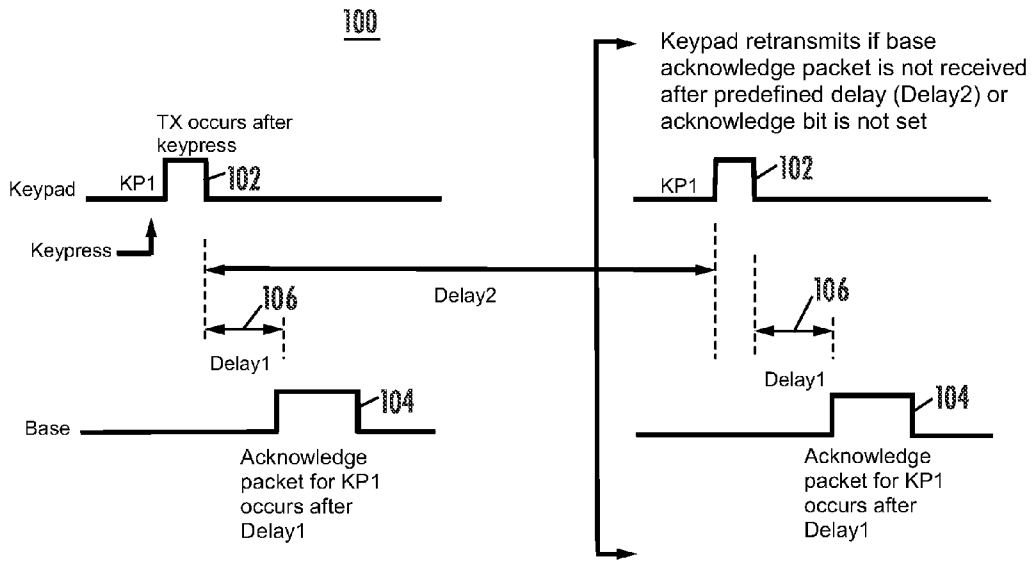 100
Keypad retransmits if base
acknowledge packet is not received
after predefined delay (Delay2) or
acknowledge bit is not set
TX occurs after
keypress
Keypad
KP1
102
KP1
102
Keypress
Delay2
106
106
Delay1
Delay1
104
104
Base
Acknowledge
packet for KP1
occurs after
Delay1
Acknowledge
packet for KP1
occurs after
Delay1